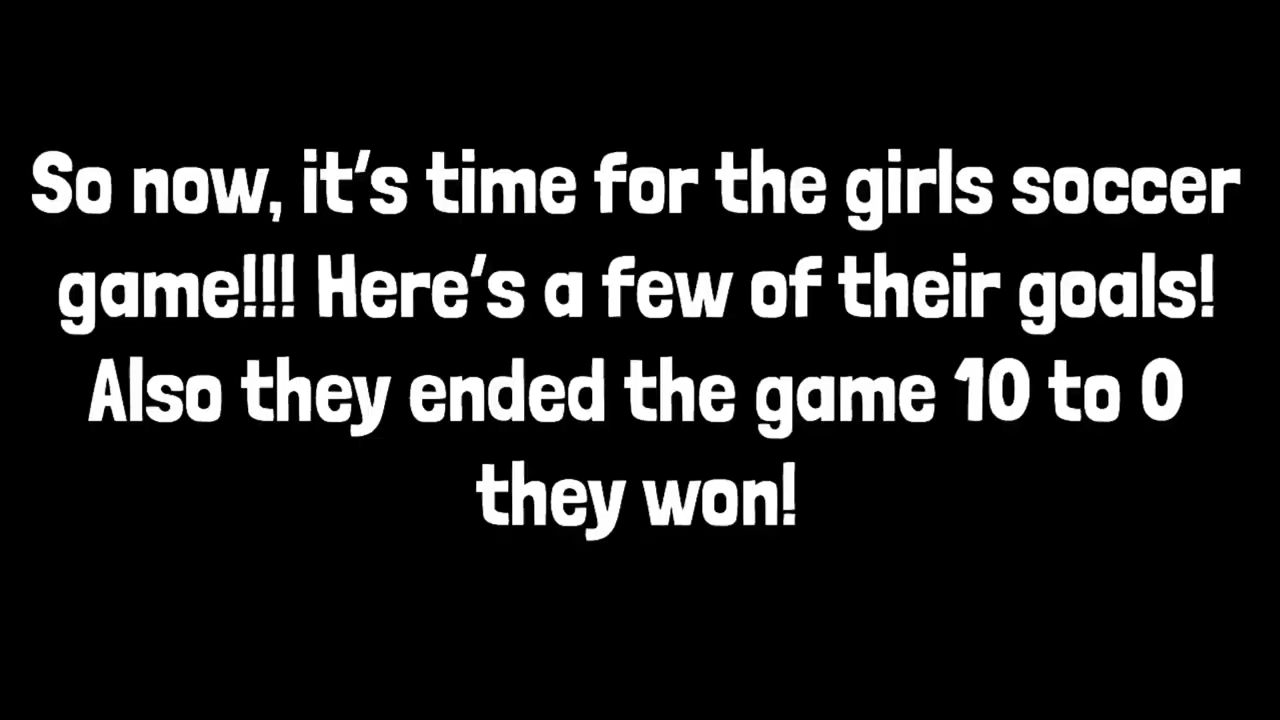 So now, it's time for the girls soccer
game!!! Here's a few of their goals!
Also they ended the game 10 to 0
they won!